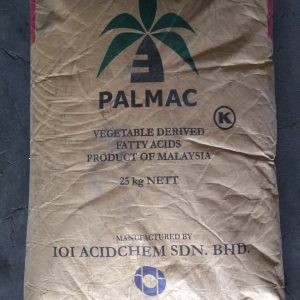 PALMAC
K
VEGETABLE DERIVED
FATTY ACIDS
PRODUCT OF MALAYSIA
25 kg NETT
MANUFACTURED BY
IOI ACIDCHEM SDN. BHD.